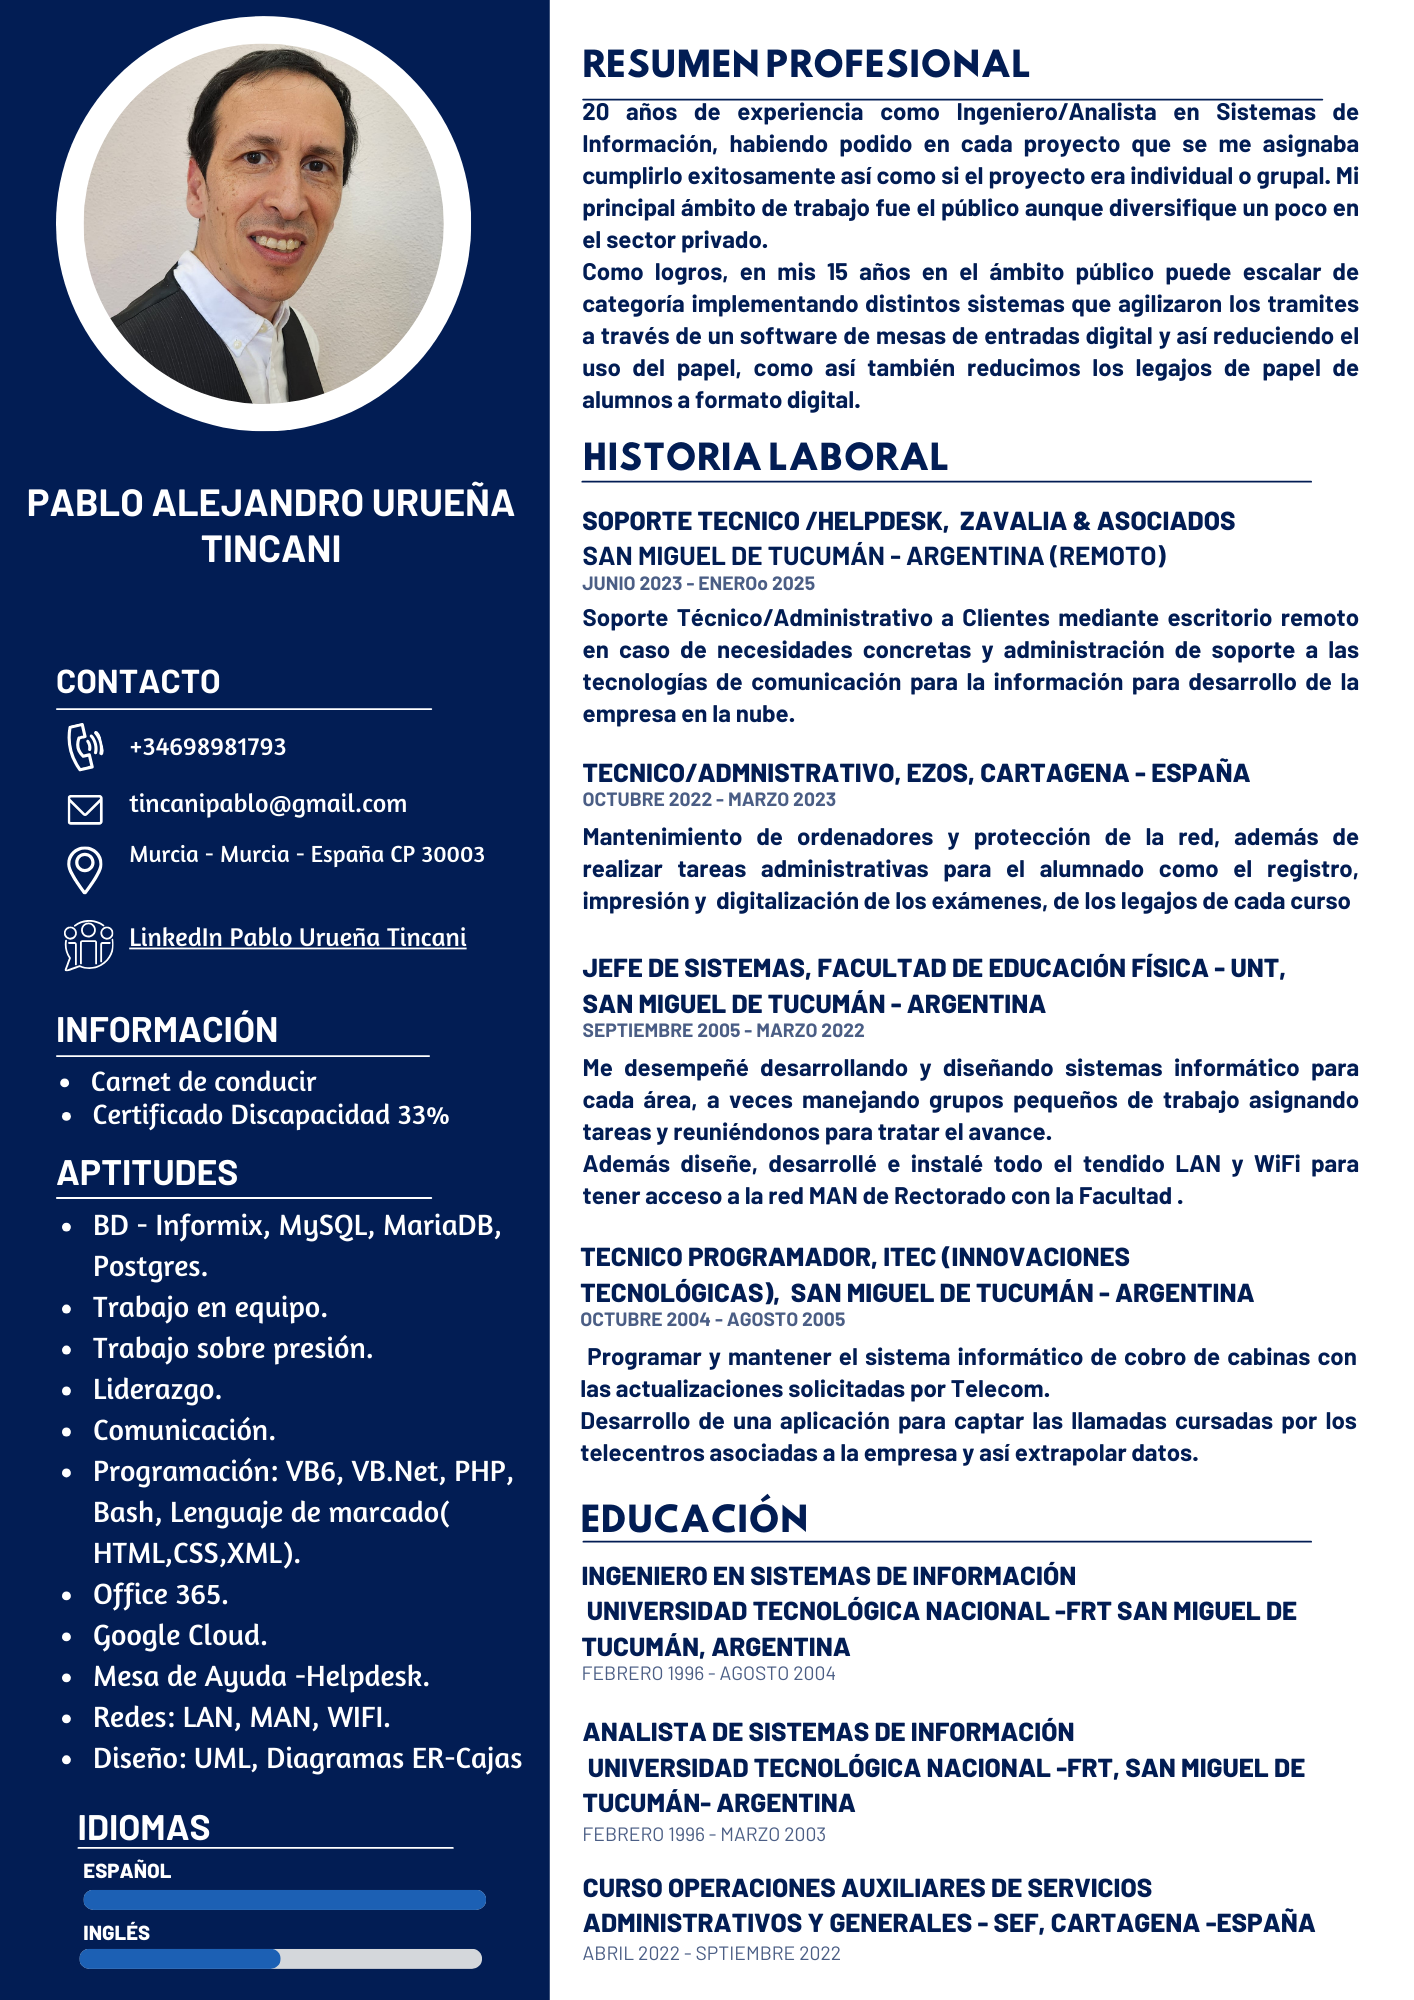 PABLO ALEJANDRO URUEÑA
TINCANI
CONTACTO
+34698981793
tincanipablo@gmail.com
Murcia - Murcia - España CP 30003
LinkedIn Pablo Urueña Tincani
INFORMACIÓN
• Carnet de conducir
• Certificado Discapacidad 33%
APTITUDES
• BD - Informix, MySQL, MariaDB,
Postgres.
• Trabajo en equipo.
• Trabajo sobre presión.
• Liderazgo.
• Comunicación.
• Programación: VB6, VB.Net, PHP,
Bash, Lenguaje de marcado(
HTML,CSS,XML).
• Office 365.
• Google Cloud.
• Mesa de Ayuda -Helpdesk.
• Redes: LAN, MAN, WIFI.
• Diseño: UML, Diagramas ER-Cajas
IDIOMAS
ESPAÑOL
INGLÉS
RESUMEN PROFESIONAL
20 años de experiencia como Ingeniero/Analista en Sistemas de
Información, habiendo podido en cada proyecto que se me asignaba
cumplirlo exitosamente así como si el proyecto era individual o grupal. Mi
principal ámbito de trabajo fue el público aunque diversifique un poco en
el sector privado.
Como logros, en mis 15 años en el ámbito público puede escalar de
categoría implementando distintos sistemas que agilizaron los tramites
a través de un software de mesas de entradas digital y así reduciendo el
uso del papel, como así también reducimos los legajos de papel de
alumnos a formato digital.
HISTORIA LABORAL
SOPORTE TECNICO /HELPDESK, ZAVALIA & ASOCIADOS
SAN MIGUEL DE TUCUMÁN - ARGENTINA (REMOTO)
JUNIO 2023 - ENEROo 2025
Soporte Técnico/Administrativo a Clientes mediante escritorio remoto
en caso de necesidades concretas y administración de soporte a las
tecnologías de comunicación para la información para desarrollo de la
empresa en la nube.
TECNICO/ADMNISTRATIVO, EZOS, CARTAGENA - ESPAÑA
OCTUBRE 2022 - MARZO 2023
Mantenimiento de ordenadores y protección de la red, además de
realizar tareas administrativas para el alumnado como el registro,
impresión y digitalización de los exámenes, de los legajos de cada curso
JEFE DE SISTEMAS, FACULTAD DE EDUCACIÓN FÍSICA - UNT,
SAN MIGUEL DE TUCUMÁN - ARGENTINA
SEPTIEMBRE 2005 - MARZO 2022
Me desempeñé desarrollando y diseñando sistemas informático para
cada área, a veces manejando grupos pequeños de trabajo asignando
tareas y reuniéndonos para tratar el avance.
Además diseñe, desarrollé e instalé todo el tendido LAN y WiFi para
tener acceso a la red MAN de Rectorado con la Facultad .
TECNICO PROGRAMADOR, ITEC (INNOVACIONES
TECNOLÓGICAS), SAN MIGUEL DE TUCUMÁN - ARGENTINA
OCTUBRE 2004 - AGOSTO 2005
Programar y mantener el sistema informático de cobro de cabinas con
las actualizaciones solicitadas por Telecom.
Desarrollo de una aplicación para captar las llamadas cursadas por los
telecentros asociadas a la empresa y así extrapolar datos.
EDUCACIÓN
INGENIERO EN SISTEMAS DE INFORMACIÓN
UNIVERSIDAD TECNOLÓGICA NACIONAL -FRT SAN MIGUEL DE
TUCUMÁN, ARGENTINA
FEBRERO 1996 - AGOSTO 2004
ANALISTA DE SISTEMAS DE INFORMACIÓN
UNIVERSIDAD TECNOLÓGICA NACIONAL -FRT, SAN MIGUEL DE
TUCUMÁN- ARGENTINA
FEBRERO 1996 - MARZO 2003
CURSO OPERACIONES AUXILIARES DE SERVICIOS
ADMINISTRATIVOS Y GENERALES - SEF, CARTAGENA -ESPAÑA
ABRIL 2022 - SPTIEMBRE 2022